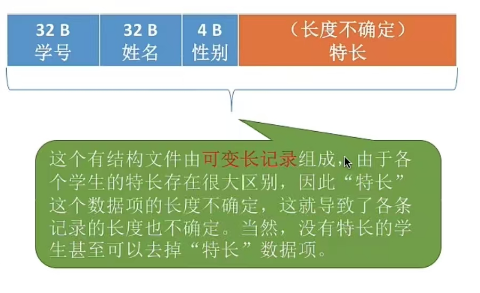 32 B 32 B 4 B （长度不确定）
学号 姓名 性别 特长
这个有结构文件由可变长记录组成，由于各
个学生的特长存在很大区别，因此“特长”
这个数据项的长度不确定，这就导致了各条
记录的长度也不确定。当然，没有特长的学
生甚至可以去掉“特长”数据项。